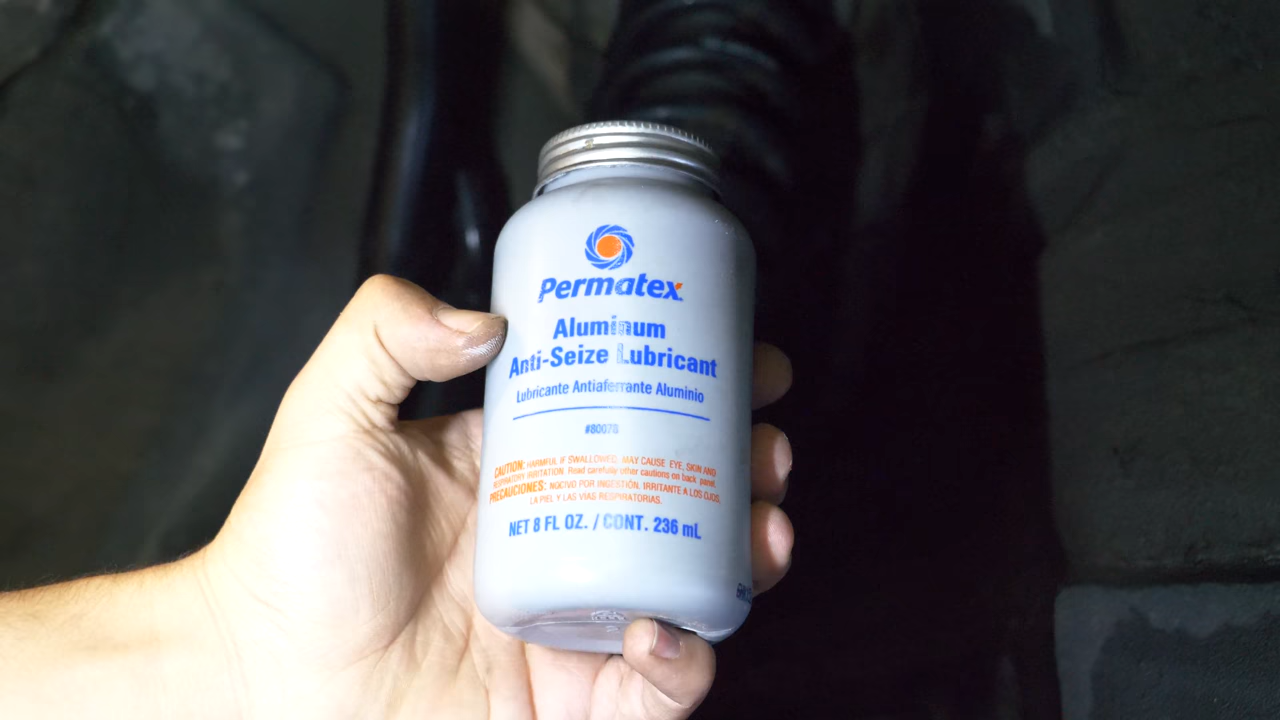 Permatex
Aluminum
Anti-Seize Lubricant
Lubricante Antiaferrante Aluminio
#80078
CAUTION: HARMFUL IF SWALLOWED. MAY CAUSE EYE, SKIN AND
RESPIRATORY IRRITATION. Read carefully other cautions on back panel.
PRECAUCIONES: NOCIVO POR INGESTIÓN. IRRITANTE A LOS OJOS,
LA PIEL Y LAS VÍAS RESPIRATORIAS.
NET 8 FL OZ. / CONT. 236 mL